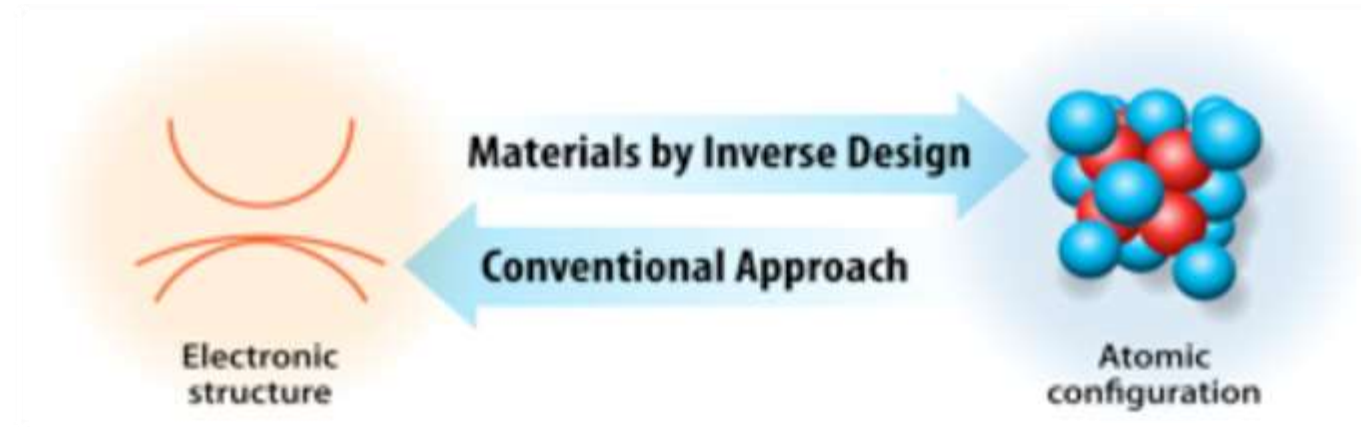 Materials by Inverse Design
Conventional Approach
Electronic
structure
Atomic
configuration